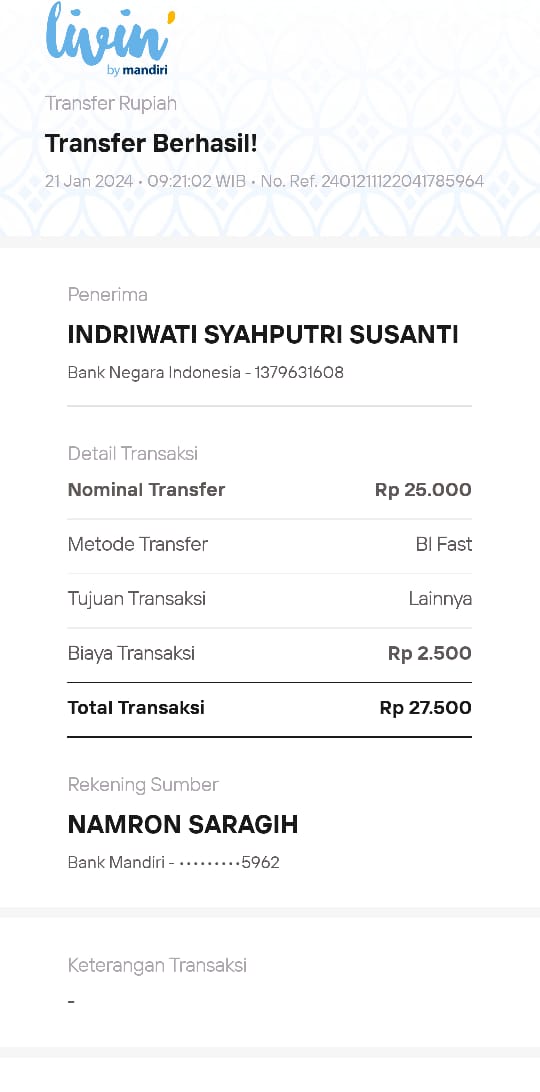 livin'
by mandiri
Transfer Rupiah
Transfer Berhasil!
21 Jan 2024 • 09:21:02 WIB • No. Ref. 2401211122041785964
Penerima
INDRIWATI SYAHPUTRI SUSANTI
Bank Negara Indonesia - 1379631608
Detail Transaksi
Nominal Transfer Rp 25.000
Metode Transfer BI Fast
Tujuan Transaksi Lainnya
Biaya Transaksi Rp 2.500
Total Transaksi Rp 27.500
Rekening Sumber
NAMRON SARAGIH
Bank Mandiri - •••••••••5962
Keterangan Transaksi
-